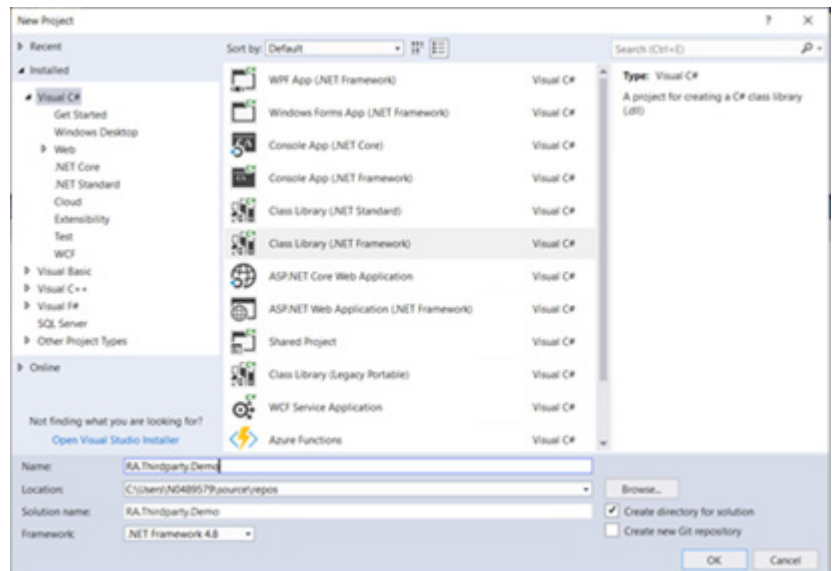 New Project
? ×
Recent
Installed
Visual C#
Get Started
Windows Desktop
Web
.NET Core
.NET Standard
Cloud
Extensibility
Test
WCF
Visual Basic
Visual C++
Visual F#
SQL Server
Other Project Types
Online
Not finding what you are looking for?
Open Visual Studio Installer
Sort by: Default
WPF App (.NET Framework) Visual C#
Windows Forms App (.NET Framework) Visual C#
Console App (.NET Core) Visual C#
Console App (.NET Framework) Visual C#
Class Library (.NET Standard) Visual C#
Class Library (.NET Framework) Visual C#
ASP.NET Core Web Application Visual C#
ASP.NET Web Application (.NET Framework) Visual C#
Shared Project Visual C#
Class Library (Legacy Portable) Visual C#
WCF Service Application Visual C#
Azure Functions Visual C#
Search (Ctrl+E)
Type: Visual C#
A project for creating a C# class library
(.dll)
Name: RA.Thirdparty.Demo
Location: C:\Users\N0489579\source\repos
Browse...
Solution name: RA.Thirdparty.Demo
Create directory for solution
Framework: .NET Framework 4.8
Create new Git repository
OK Cancel